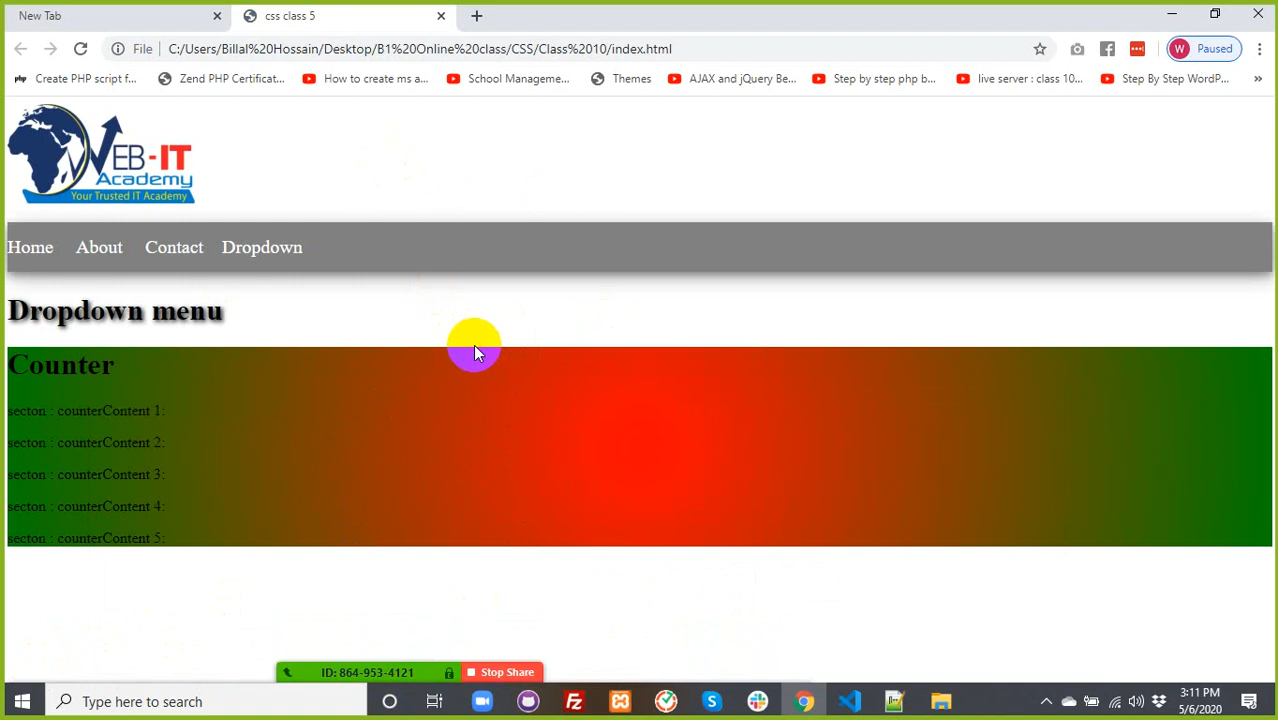 New Tab
css class 5
File C:/Users/Billal%20Hossain/Desktop/B1%20Online%20class/CSS/Class%2010/index.html
W Paused
php Create PHP script f...
Zend PHP Certificat...
How to create ms a...
School Manageme...
Themes
AJAX and jQuery Be...
Step by step php b...
live server : class 10...
Step By Step WordP...
WEB-IT
Academy
Your Trusted IT Academy
Home About Contact Dropdown
Dropdown menu
Counter
secton : counterContent 1:
secton : counterContent 2:
secton : counterContent 3:
secton : counterContent 4:
secton : counterContent 5:
ID: 864-953-4121 Stop Share
Type here to search
3:11 PM
5/6/2020